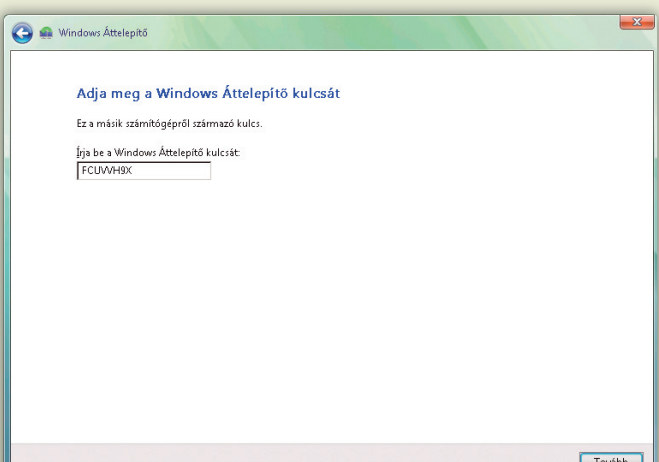 Windows Áttelepítő
Adja meg a Windows Áttelepítő kulcsát
Ez a másik számítógépről származó kulcs.
Írja be a Windows Áttelepítő kulcsát:
FCUVVH9X
Tovább